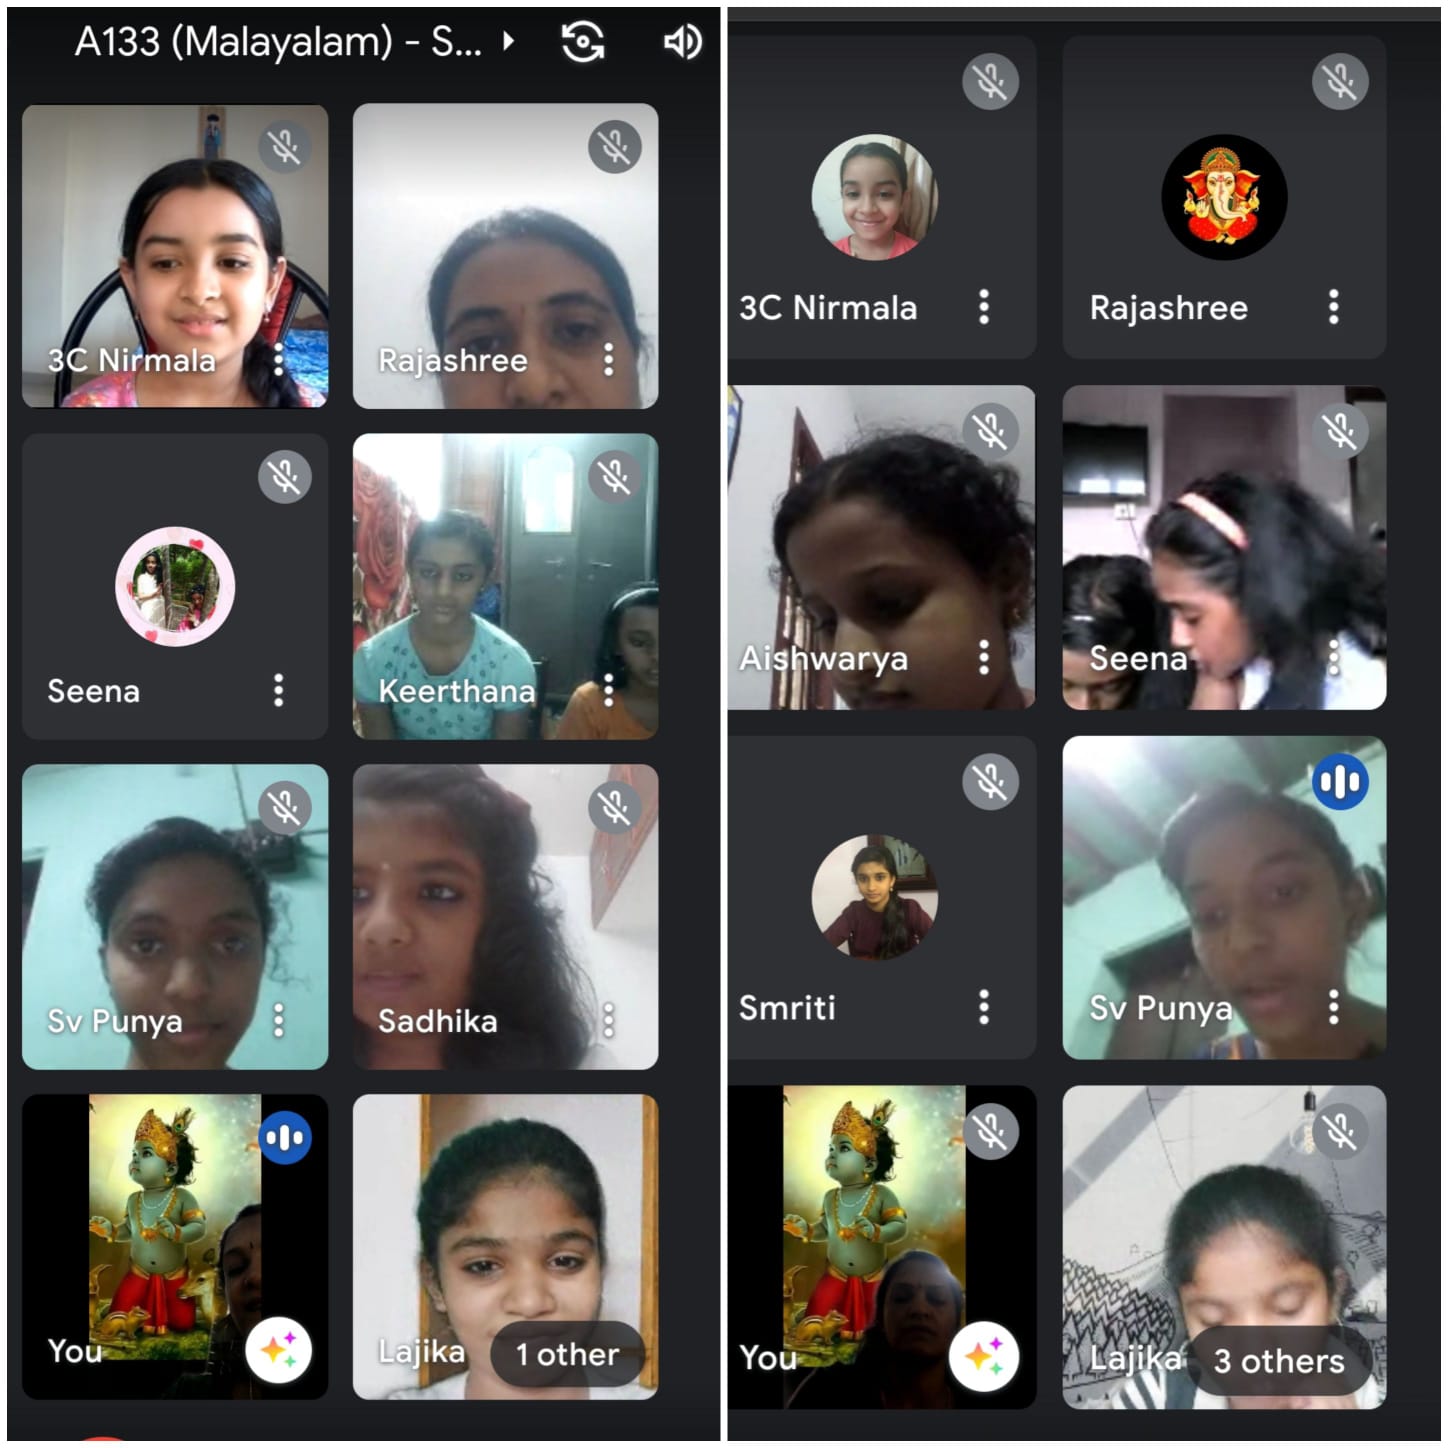 A133 (Malayalam) - S...
3C Nirmala
Rajashree
Seena
Keerthana
Sv Punya
Sadhika
You
Lajika
1 other
3C Nirmala
Rajashree
Aishwarya
Seena
Smriti
Sv Punya
You
Lajika
3 others